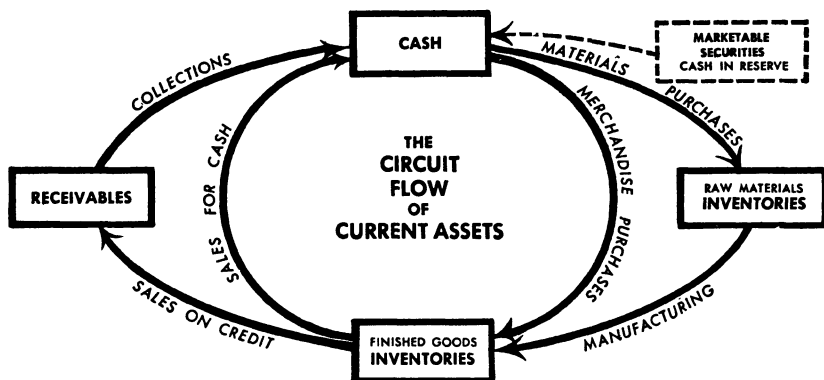 CASH
MARKETABLE
SECURITIES
CASH IN RESERVE
COLLECTIONS
MATERIALS PURCHASES
SALES FOR CASH
MERCHANDISE PURCHASES
THE
CIRCUIT
FLOW
OF
CURRENT ASSETS
RECEIVABLES
RAW MATERIALS
INVENTORIES
SALES ON CREDIT
MANUFACTURING
FINISHED GOODS
INVENTORIES